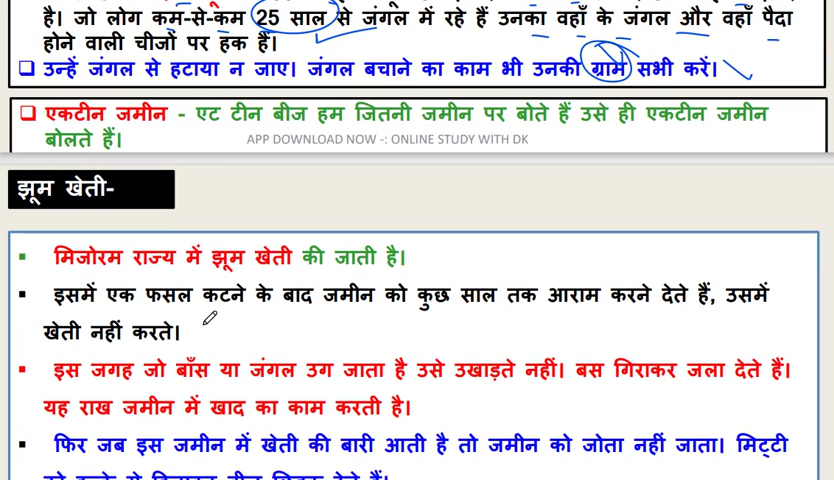 है। जो लोग कम-से-कम 25 साल से जंगल में रहे हैं उनका वहाँ के जंगल और वहाँ पैदा
होने वाली चीजों पर हक हैं।
उन्हें जंगल से हटाया न जाए। जंगल बचाने का काम भी उनकी ग्राम सभी करें।
एकटीन जमीन - एट टीन बीज हम जितनी जमीन पर बोते हैं उसे ही एकटीन जमीन
बोलते हैं।
APP DOWNLOAD NOW -: ONLINE STUDY WITH DK
झूम खेती-
मिजोरम राज्य में झूम खेती की जाती है।
इसमें एक फसल कटने के बाद जमीन को कुछ साल तक आराम करने देते हैं, उसमें
खेती नहीं करते।
इस जगह जो बाँस या जंगल उग जाता है उसे उखाड़ते नहीं। बस गिराकर जला देते हैं।
यह राख जमीन में खाद का काम करती है।
फिर जब इस जमीन में खेती की बारी आती है तो जमीन को जोता नहीं जाता। मिट्टी